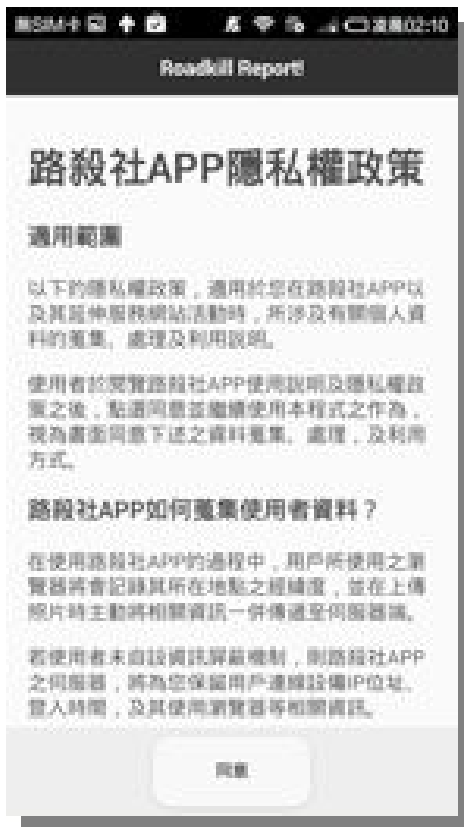 無SIM卡 凌晨02:10
Roadkill Report!
路殺社APP隱私權政策
適用範圍
以下的隱私權政策，適用於您在路殺社APP以
及其延伸服務網站活動時，所涉及有關個人資
料的蒐集、處理及利用說明。
使用者於閱覽路殺社APP使用說明及隱私權政
策之後，點選同意並繼續使用本程式之作為，
視為書面同意下述之資料蒐集、處理，及利用
方式。
路殺社APP如何蒐集使用者資料？
在使用路殺社APP的過程中，用戶所使用之瀏
覽器將會記錄其所在地點之經緯度，並在上傳
照片時主動將相關資訊一併傳遞至伺服器端。
若使用者未自設資訊屏蔽機制，則路殺社APP
之伺服器，將為您保留用戶連線設備IP位址、
登入時間，及其使用瀏覽器等相關資訊。
同意